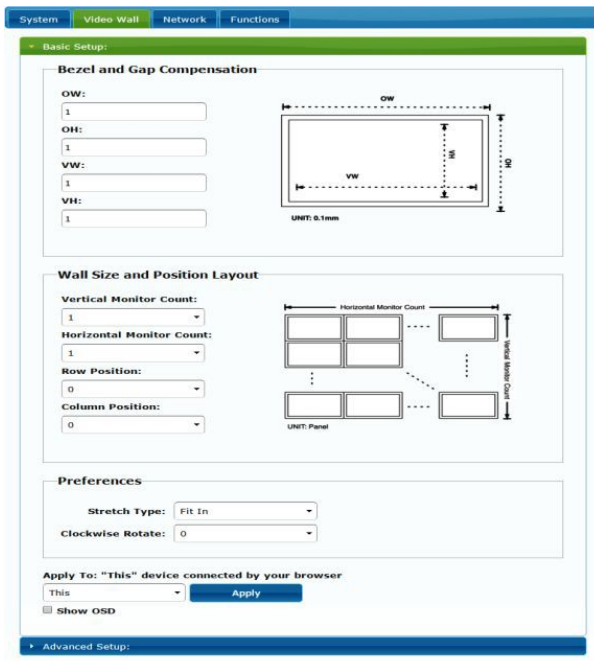 System Video Wall Network Functions
Basic Setup:
Bezel and Gap Compensation
OW:
1
OH:
1
VW:
1
VH:
1
OW
VH
OH
VW
UNIT: 0.1mm
Wall Size and Position Layout
Vertical Monitor Count:
1
Horizontal Monitor Count:
1
Row Position:
0
Column Position:
0
Horizontal Monitor Count
Vertical Monitor Count
UNIT: Panel
Preferences
Stretch Type: Fit In
Clockwise Rotate: 0
Apply To: "This" device connected by your browser
This Apply
Show OSD
Advanced Setup: